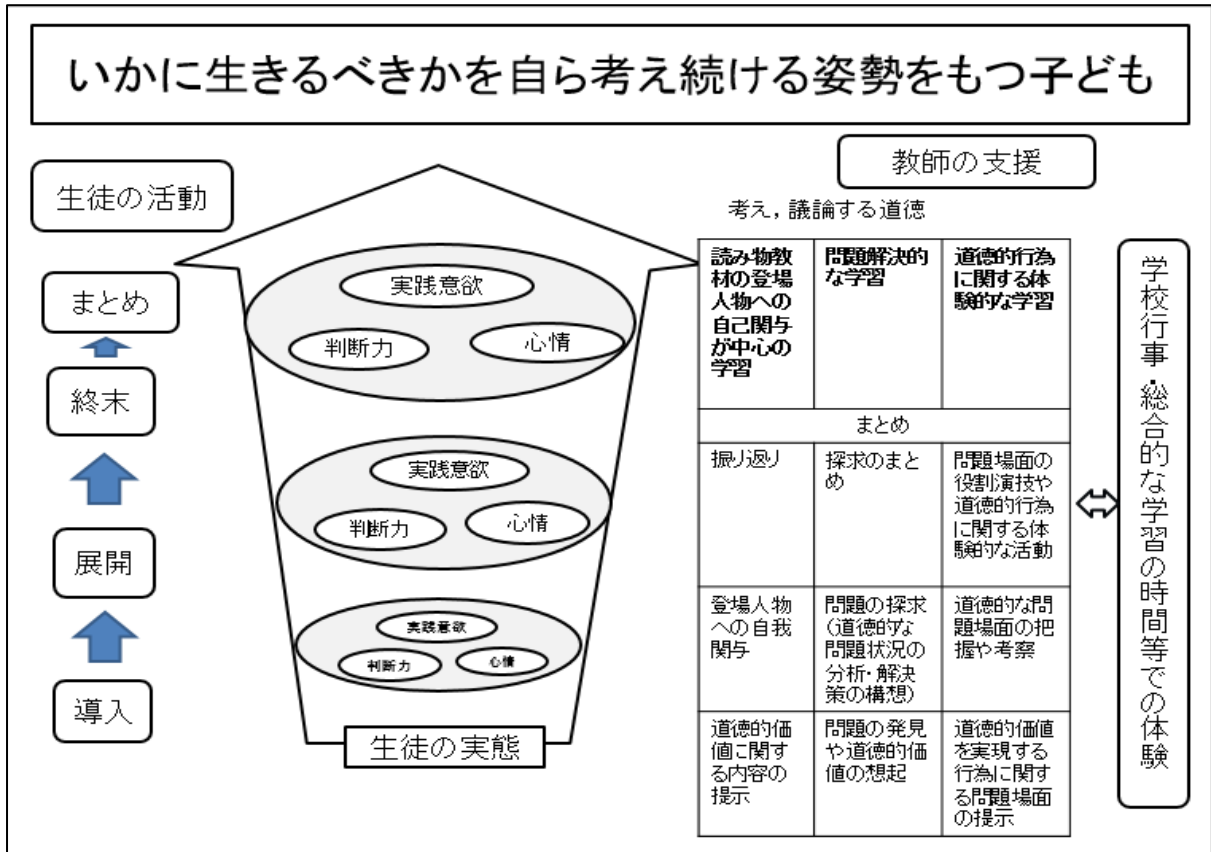 いかに生きるべきかを自ら考え続ける姿勢をもつ子ども
生徒の活動
まとめ
終末
展開
導入
実践意欲
判断力
心情
実践意欲
判断力
心情
実践意欲
判断力
心情
生徒の実態
教師の支援
考え，議論する道徳
読み物教
材の登場
人物への
自己関与
が中心の
学習
問題解決的
な学習
道徳的行為
に関する体
験的な学習
まとめ
振り返り
探求のまと
め
問題場面の
役割演技や
道徳的行為
に関する体
験的な活動
登場人物
への自我
関与
問題の探求
（道徳的な
問題状況の
分析・解決
策の構想）
道徳的な問
題場面の把
握や考察
道徳的価
値に関す
る内容の
提示
問題の発見
や道徳的価
値の想起
道徳的価値
を実現する
行為に関す
る問題場面
の提示
学校行事・総合的な学習の時間等での体験